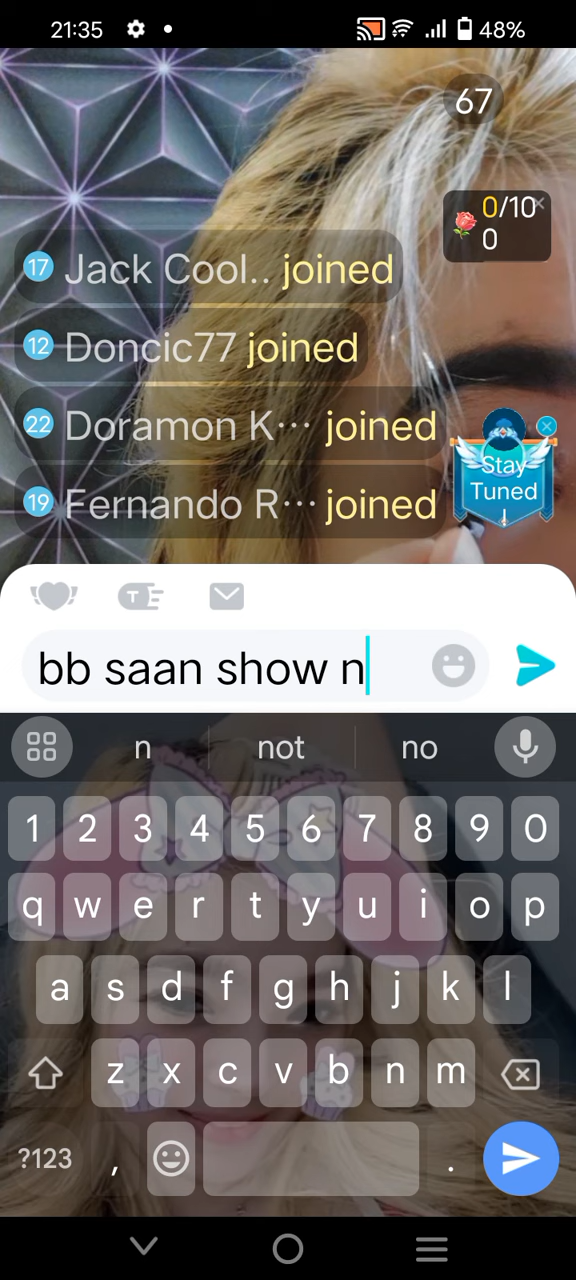 21:35 48%
67
0/10
0
17 Jack Cool.. joined
12 Doncic77 joined
22 Doramon K... joined
19 Fernando R... joined
Stay
Tuned
T
bb saan show n
n not no
1 2 3 4 5 6 7 8 9 0
q w e r t y u i o p
a s d f g h j k l
z x c v b n m
?123 , .